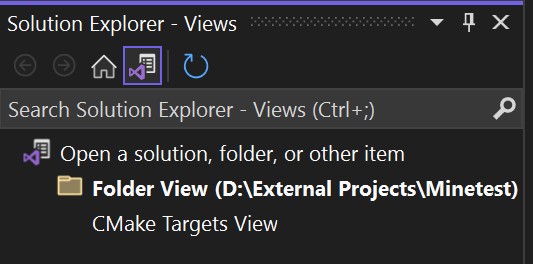 Solution Explorer - Views
Search Solution Explorer - Views (Ctrl+;)
Open a solution, folder, or other item
Folder View (D:\External Projects\Minetest)
CMake Targets View